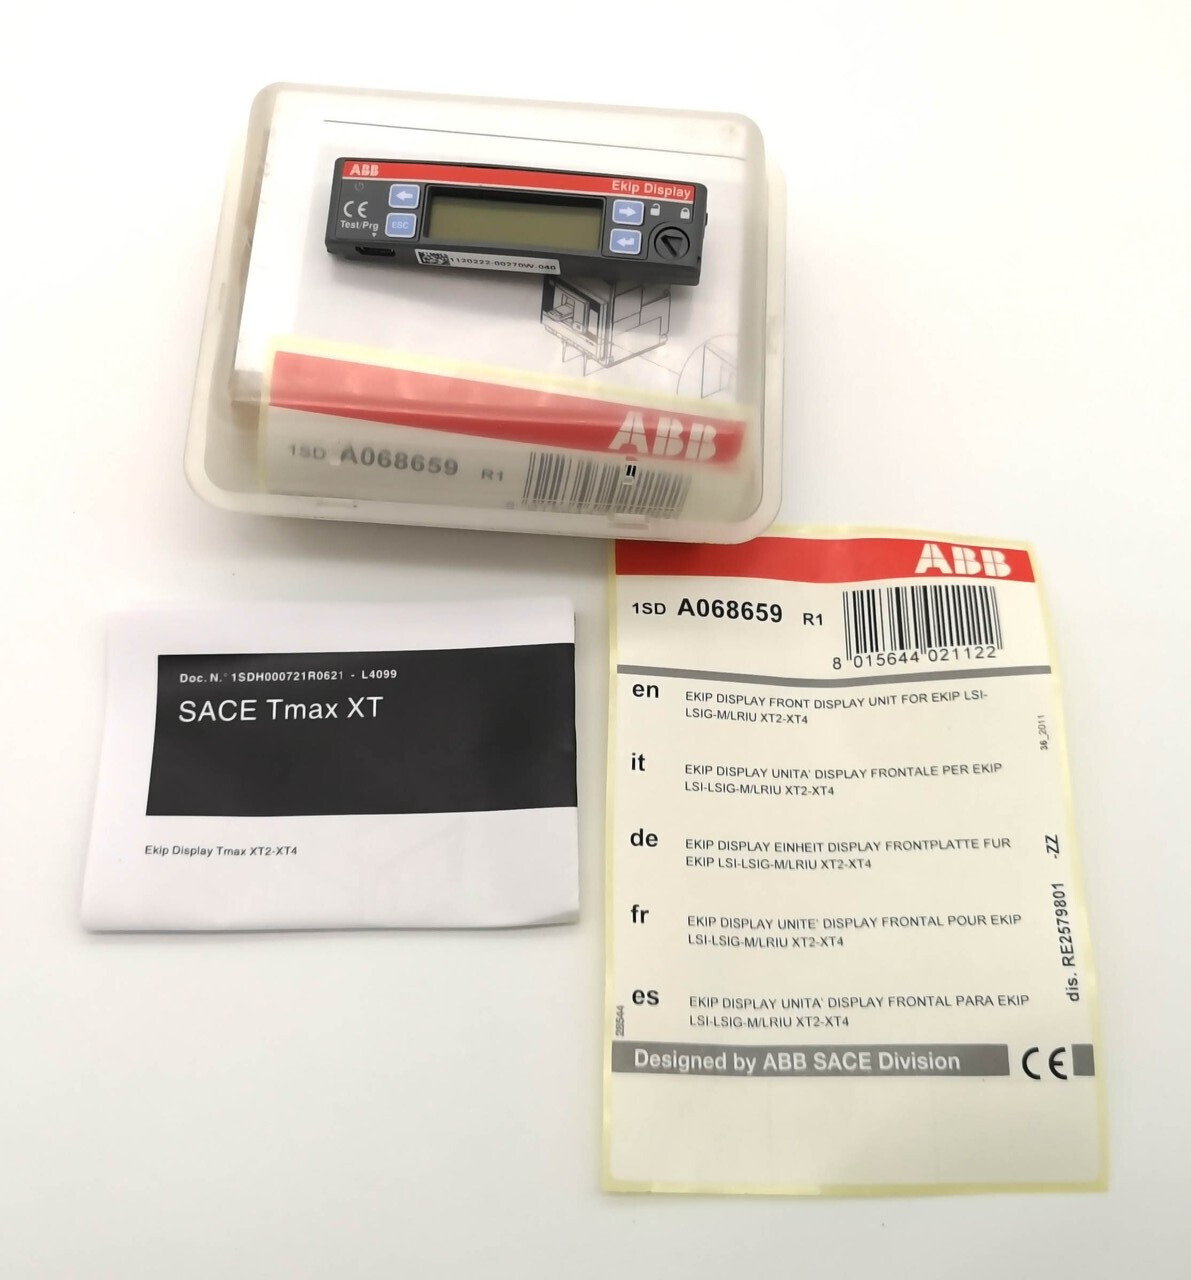 ABB
Ekip Display
CE
Test/Prg
ESC
1120222-00270W-040
ABB
1SD A068659 R1
ABB
1SD A068659 R1
8 015644 021122
en
EKIP DISPLAY FRONT DISPLAY UNIT FOR EKIP LSI-
LSIG-M/LRIU XT2-XT4
36_2011
it
EKIP DISPLAY UNITA' DISPLAY FRONTALE PER EKIP
LSI-LSIG-M/LRIU XT2-XT4
de
EKIP DISPLAY EINHEIT DISPLAY FRONTPLATTE FUR
EKIP LSI-LSIG-M/LRIU XT2-XT4
fr
EKIP DISPLAY UNITE' DISPLAY FRONTAL POUR EKIP
LSI-LSIG-M/LRIU XT2-XT4
es
EKIP DISPLAY UNITA' DISPLAY FRONTAL PARA EKIP
LSI-LSIG-M/LRIU XT2-XT4
dis. RE2579801 -ZZ
28544
Designed by ABB SACE Division
CE
Doc. N.° 1SDH000721R0621 - L4099
SACE Tmax XT
Ekip Display Tmax XT2-XT4